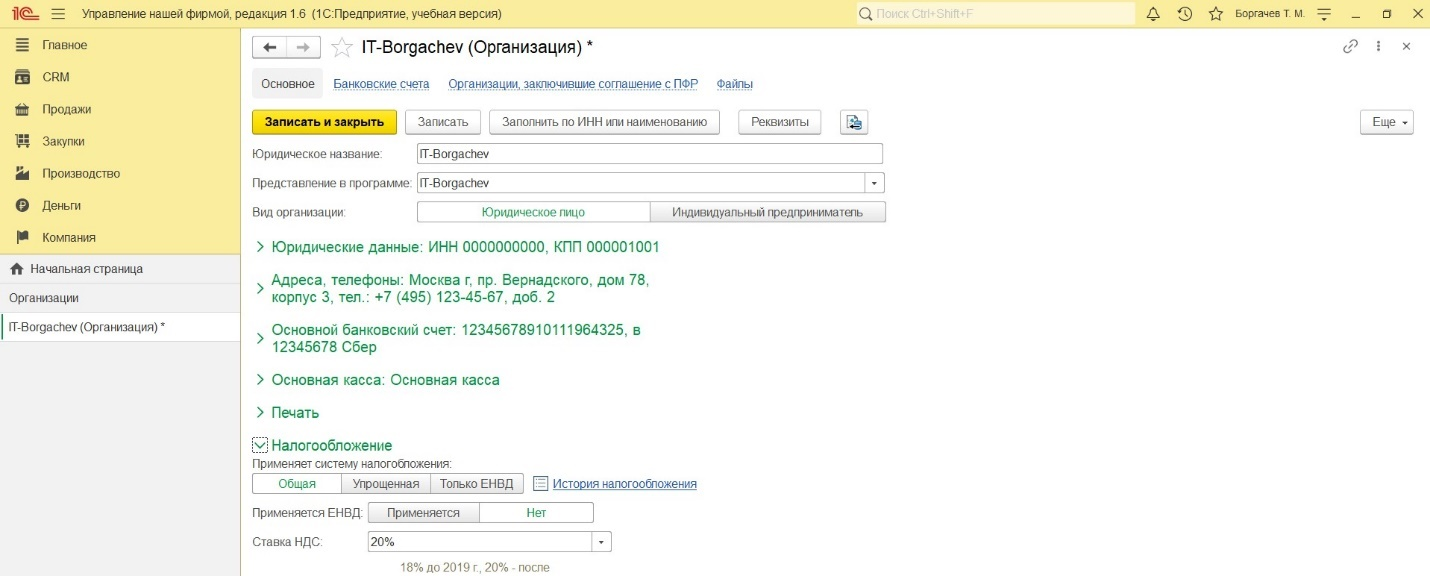 1С Управление нашей фирмой, редакция 1.6 (1С:Предприятие, учебная версия) Поиск Ctrl+Shift+F Боргачев Т. М.
Главное
CRM
Продажи
Закупки
Производство
Деньги
Компания
Начальная страница
Организации
IT-Borgachev (Организация) *
IT-Borgachev (Организация) *
Основное Банковские счета Организации, заключившие соглашение с ПФР Файлы
Записать и закрыть Записать Заполнить по ИНН или наименованию Реквизиты Еще
Юридическое название: IT-Borgachev
Представление в программе: IT-Borgachev
Вид организации: Юридическое лицо Индивидуальный предприниматель
Юридические данные: ИНН 0000000000, КПП 000001001
Адреса, телефоны: Москва г, пр. Вернадского, дом 78,
корпус 3, тел.: +7 (495) 123-45-67, доб. 2
Основной банковский счет: 12345678910111964325, в
12345678 Сбер
Основная касса: Основная касса
Печать
Налогообложение
Применяет систему налогобложения:
Общая Упрощенная Только ЕНВД История налогообложения
Применяется ЕНВД: Применяется Нет
Ставка НДС: 20%
18% до 2019 г., 20% - после